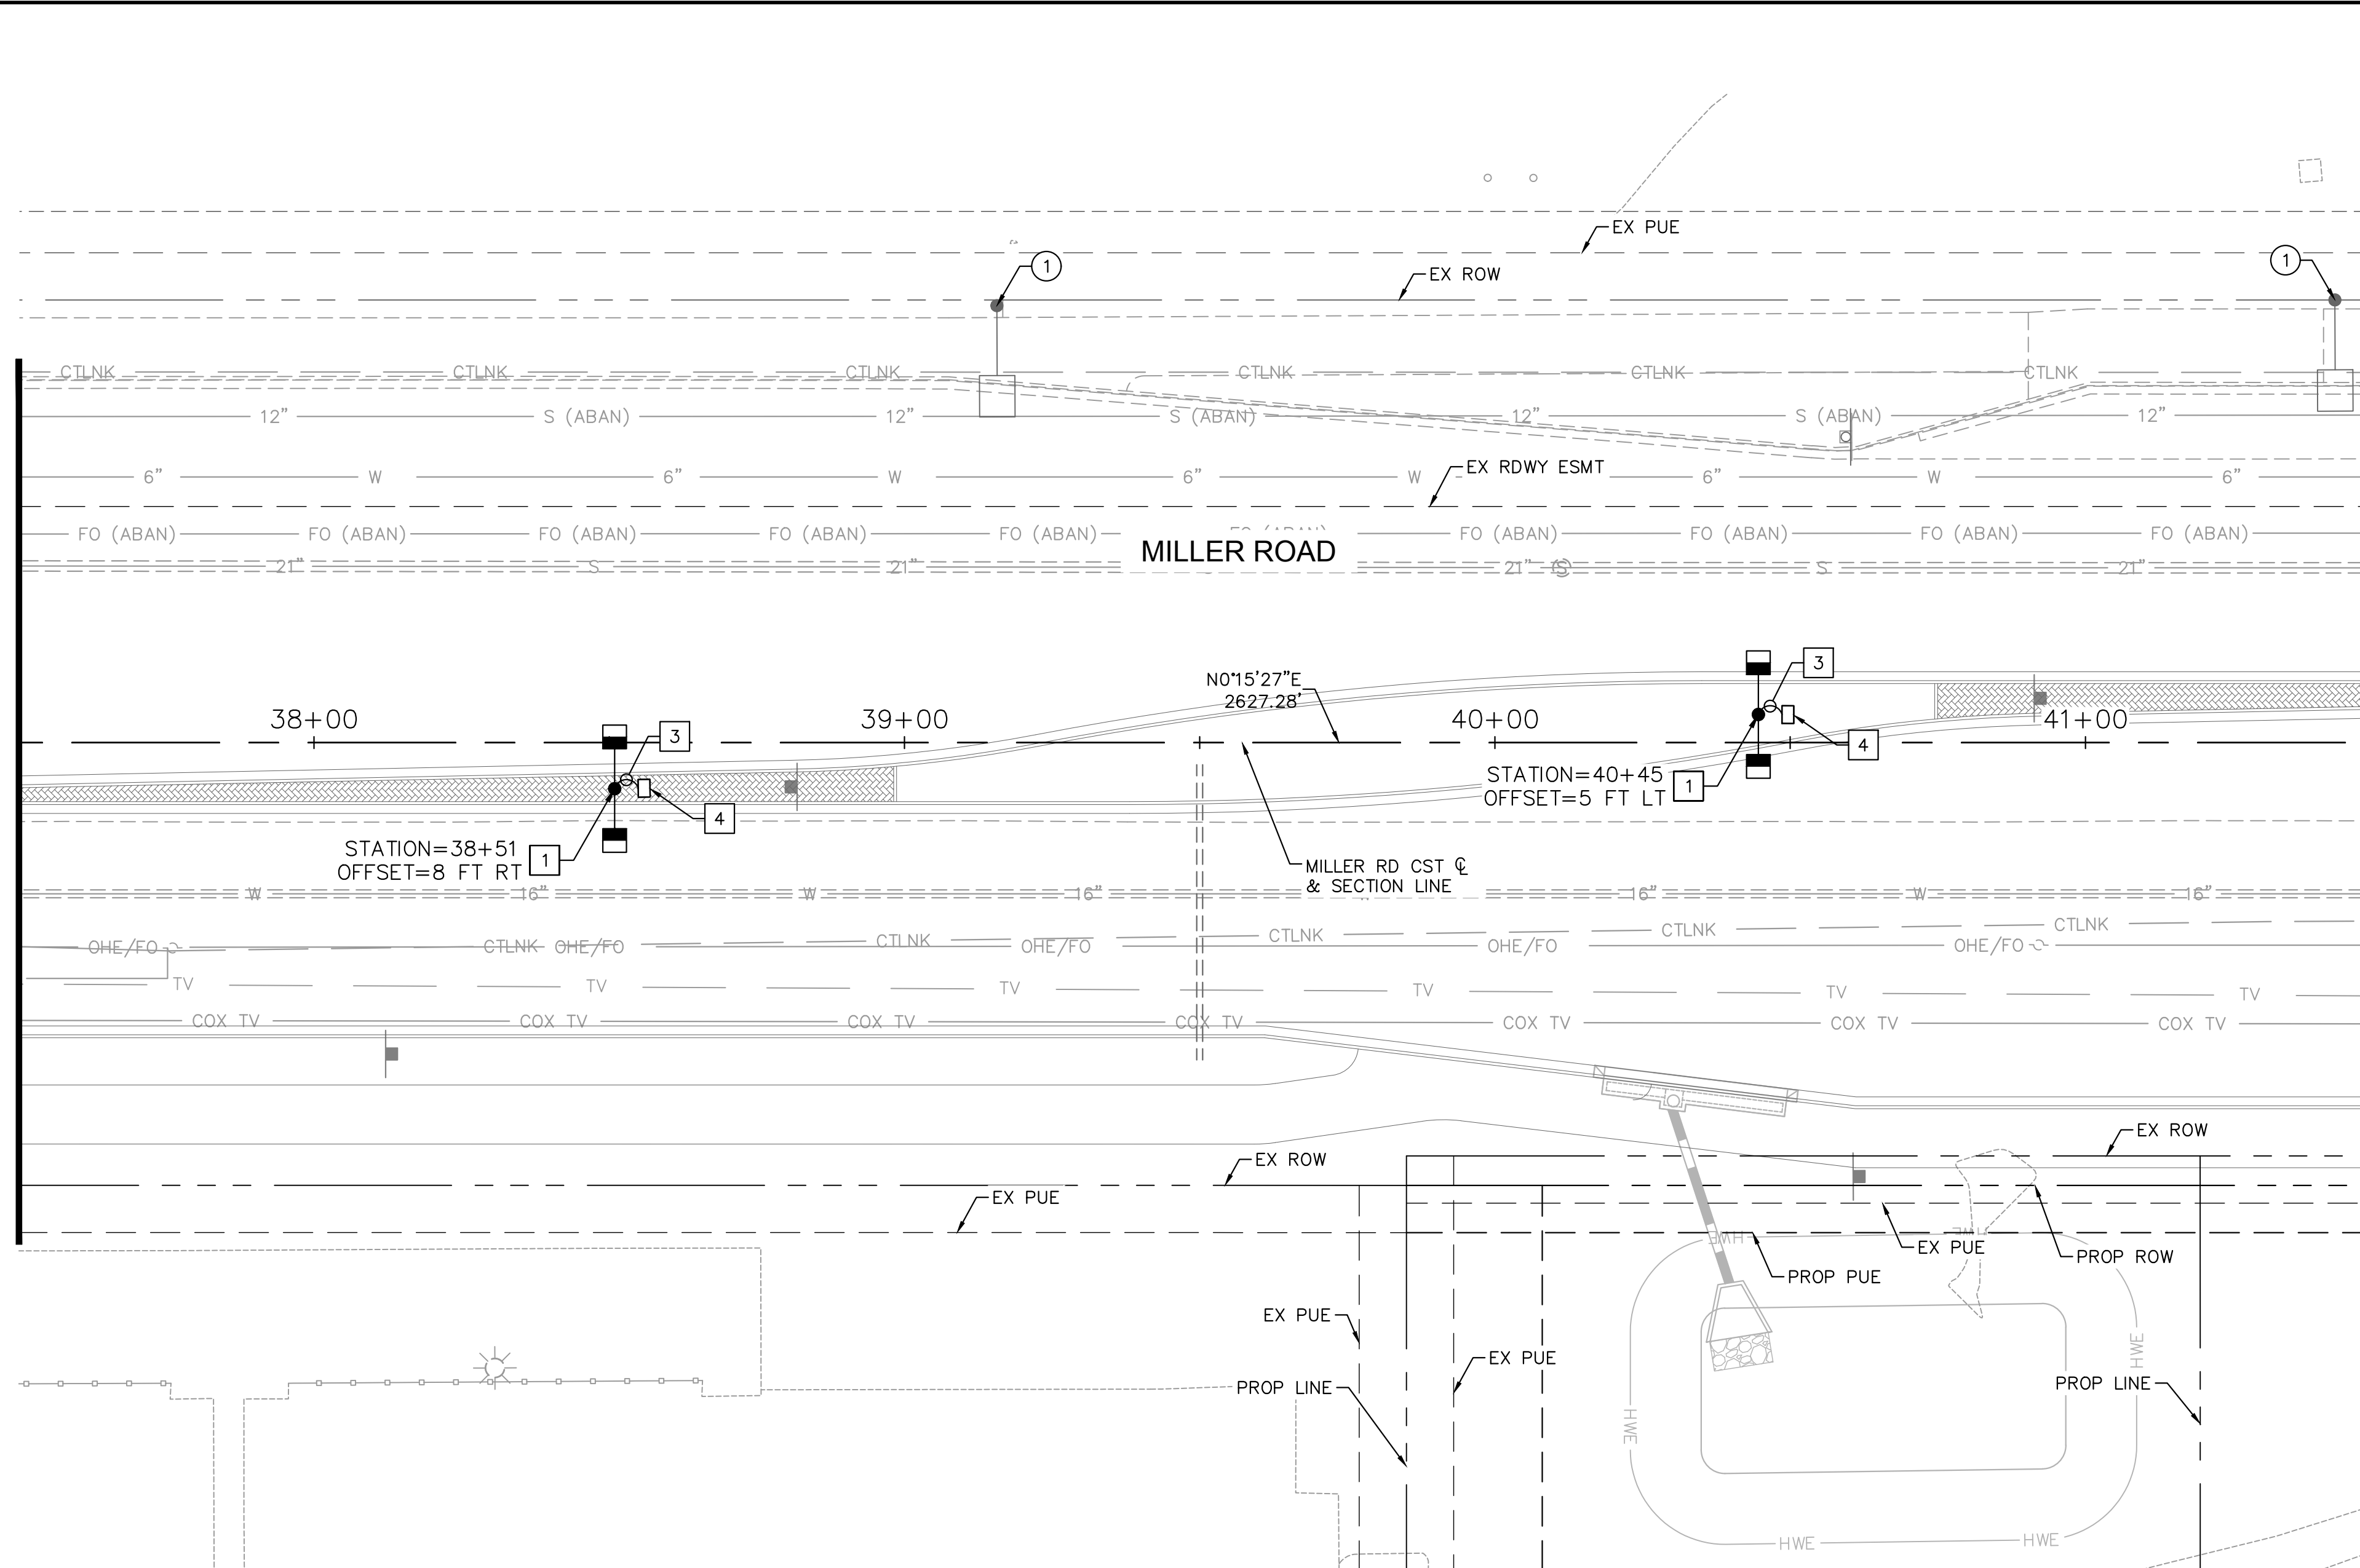 EX PUE
1
EX ROW
1
CTLNK CTLNK CTLNK CTLNK CTLNK CTLNK
12" S (ABAN) 12" S (ABAN) 12" S (ABAN) 12"
EX RDWY ESMT
6" W 6" W 6" W 6" W 6"
FO (ABAN) FO (ABAN) FO (ABAN) FO (ABAN) FO (ABAN) FO (ABAN) FO (ABAN) FO (ABAN) FO (ABAN)
MILLER ROAD
21" S 21" 21" S S 21"
3
N0°15'27"E
2627.28'
38+00 39+00 40+00 41+00
3
4
STATION=40+45
OFFSET=5 FT LT
1
4
STATION=38+51
OFFSET=8 FT RT
1
MILLER RD CST ℄
& SECTION LINE
W 16" W 16" 16" W 16"
CTLNK CTLNK CTLNK CTLNK CTLNK
OHE/FO OHE/FO OHE/FO OHE/FO OHE/FO
TV TV TV TV TV TV
COX TV COX TV COX TV COX TV COX TV COX TV COX TV
EX ROW
EX ROW
EX PUE
HWE HWE
EX PUE
PROP ROW
PROP PUE
EX PUE
HWE
EX PUE
PROP LINE
PROP LINE
HWE
HWE HWE